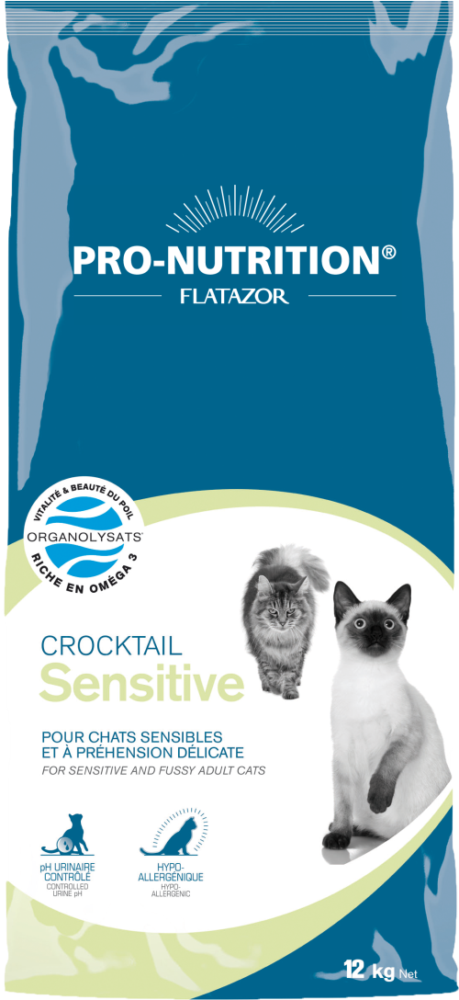 PRO-NUTRITION®
FLATAZOR
VITALITÉ & BEAUTÉ DU POIL
ORGANOLYSATS®
RICHE EN OMÉGA 3
CROCKTAIL
Sensitive
POUR CHATS SENSIBLES
ET À PRÉHENSION DÉLICATE
FOR SENSITIVE AND FUSSY ADULT CATS
pH URINAIRE
CONTRÔLÉ
CONTROLLED
URINE pH
HYPO-
ALLERGÉNIQUE
HYPO-
ALLERGENIC
12 kg Net